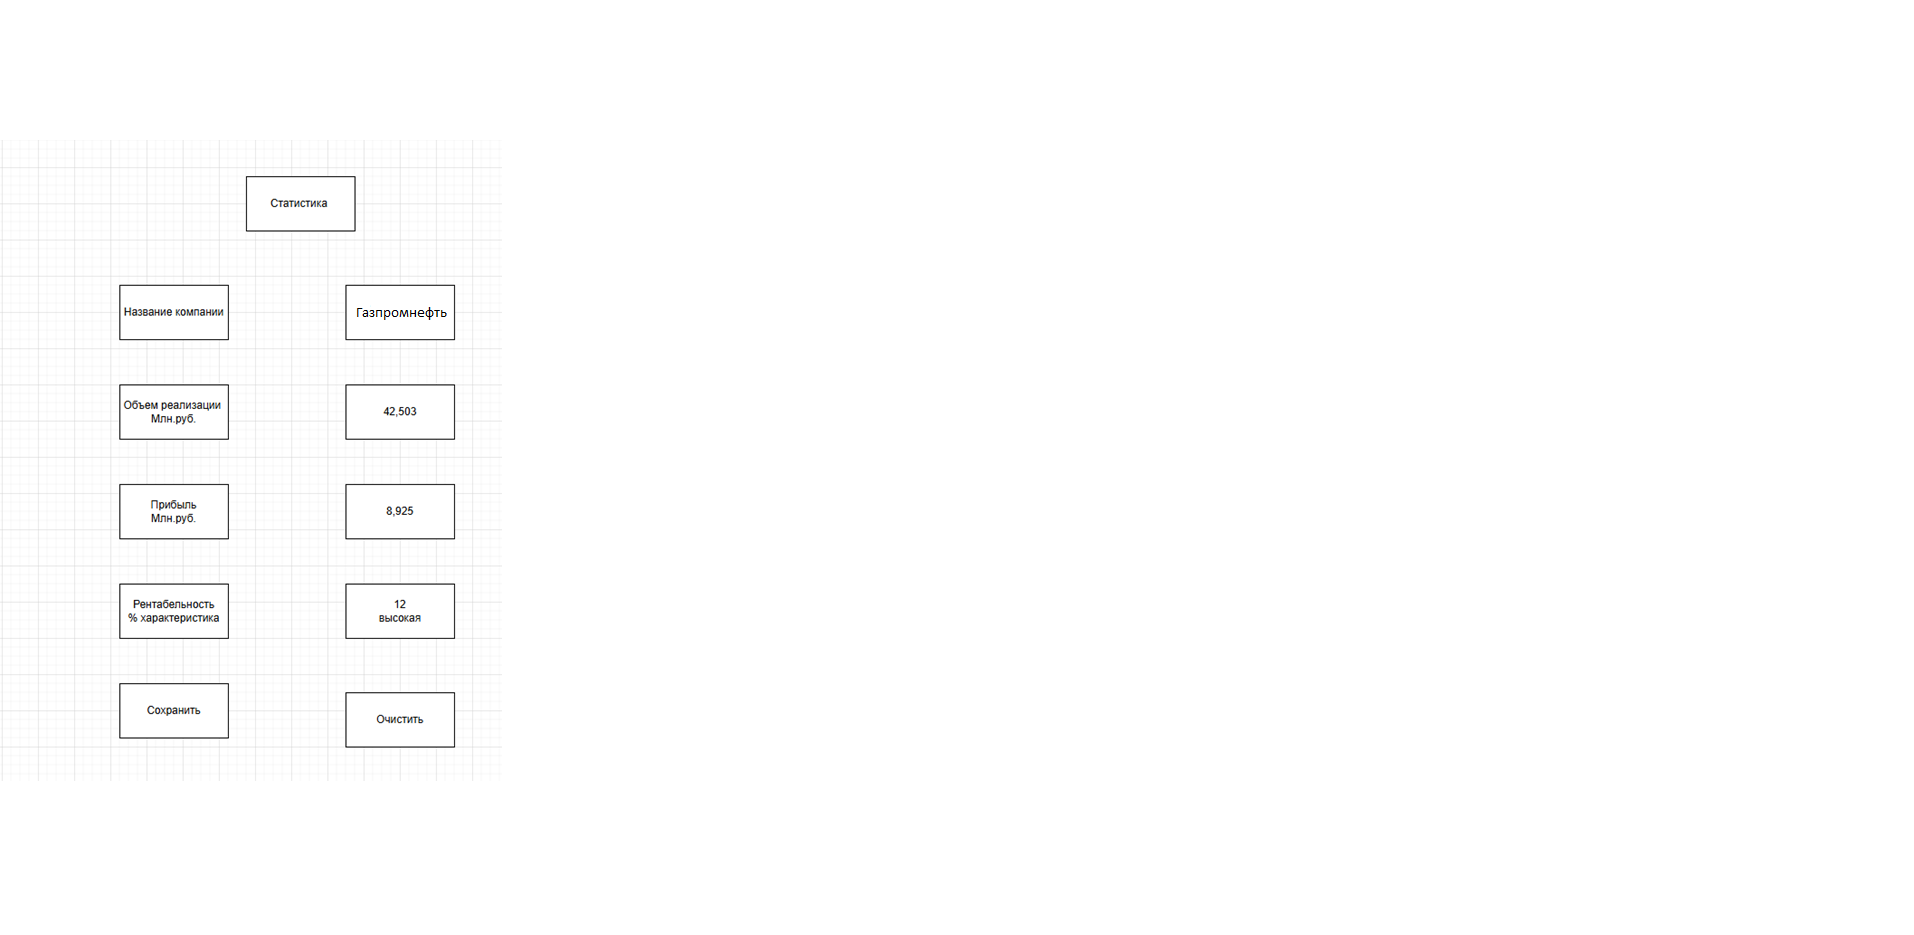 Статистика
Название компании
Газпромнефть
Объем реализации
Млн.руб.
42,503
Прибыль
Млн.руб.
8,925
Рентабельность
% характеристика
12
высокая
Сохранить
Очистить